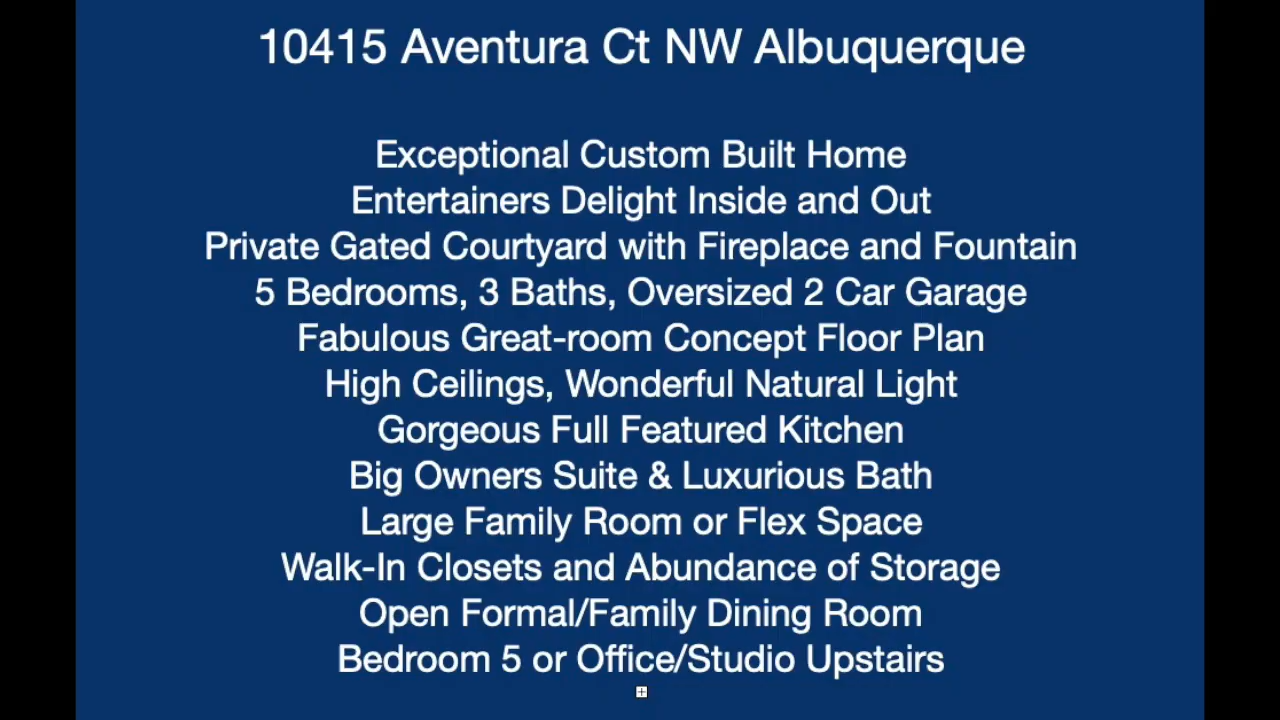 10415 Aventura Ct NW Albuquerque
Exceptional Custom Built Home
Entertainers Delight Inside and Out
Private Gated Courtyard with Fireplace and Fountain
5 Bedrooms, 3 Baths, Oversized 2 Car Garage
Fabulous Great-room Concept Floor Plan
High Ceilings, Wonderful Natural Light
Gorgeous Full Featured Kitchen
Big Owners Suite & Luxurious Bath
Large Family Room or Flex Space
Walk-In Closets and Abundance of Storage
Open Formal/Family Dining Room
Bedroom 5 or Office/Studio Upstairs